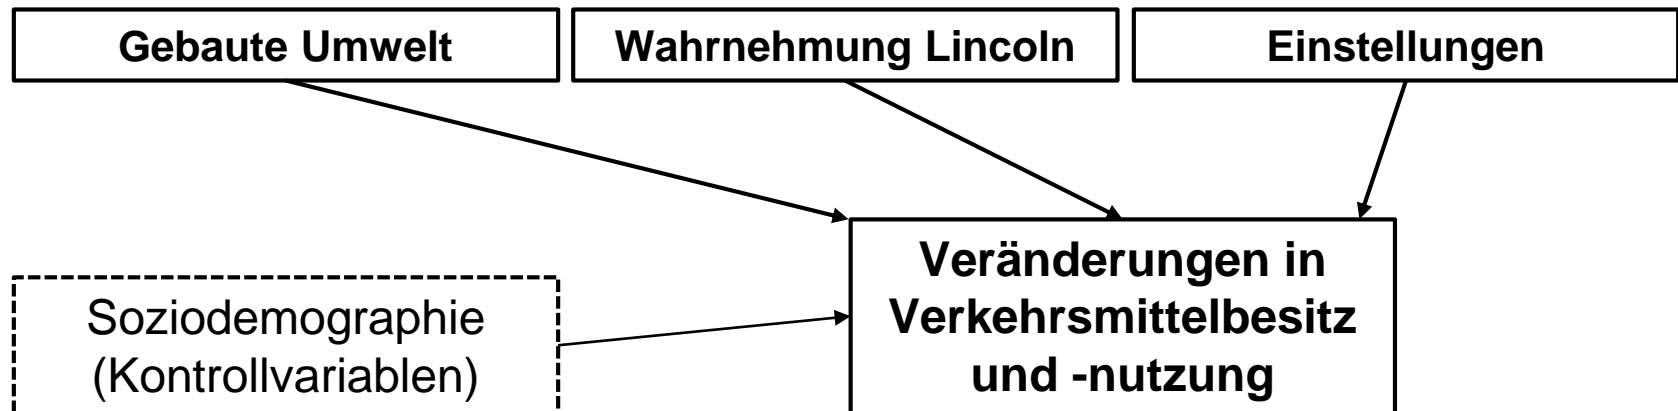 Gebaute Umwelt
Wahrnehmung Lincoln
Einstellungen
Veränderungen in
Verkehrsmittelbesitz
und -nutzung
Soziodemographie
(Kontrollvariablen)